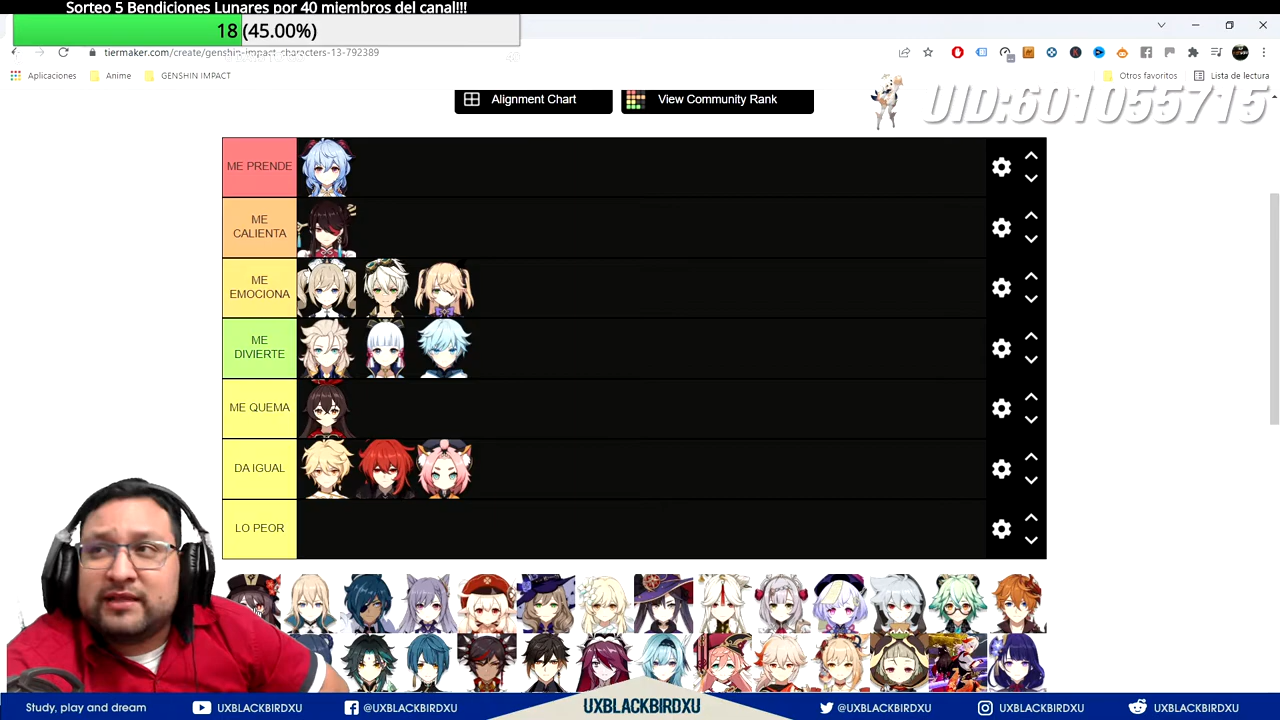 Sorteo 5 Bendiciones Lunares por 40 miembros del canal!!!
18 (45.00%)
tiermaker.com/create/genshin-impact-characters-13-792389
Aplicaciones
Anime
GENSHIN IMPACT
Otros favoritos
Lista de lectura
Alignment Chart
View Community Rank
UID:601055715
ME PRENDE
ME
CALIENTA
ME
EMOCIONA
ME
DIVIERTE
ME QUEMA
DA IGUAL
LO PEOR
Study, play and dream
UXBLACKBIRDXU
@UXBLACKBIRDXU
UXBLACKBIRDXU
@UXBLACKBIRDXU
UXBLACKBIRDXU
UXBLACKBIRDXU